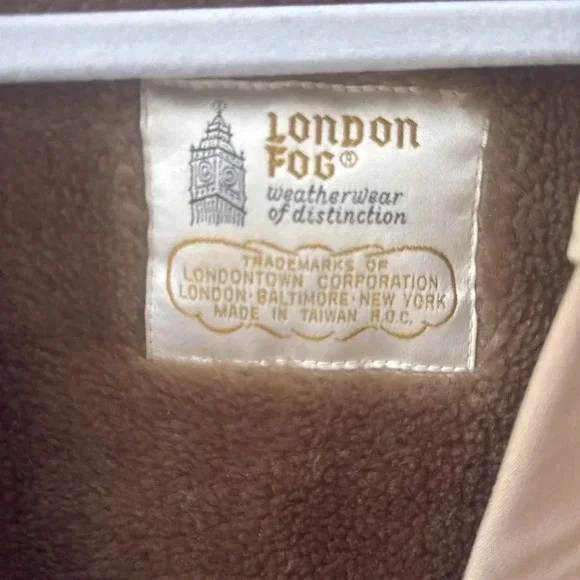 LONDON
FOG®
weatherwear
of distinction
TRADEMARKS OF
LONDONTOWN CORPORATION
LONDON · BALTIMORE · NEW YORK
MADE IN TAIWAN R.O.C.